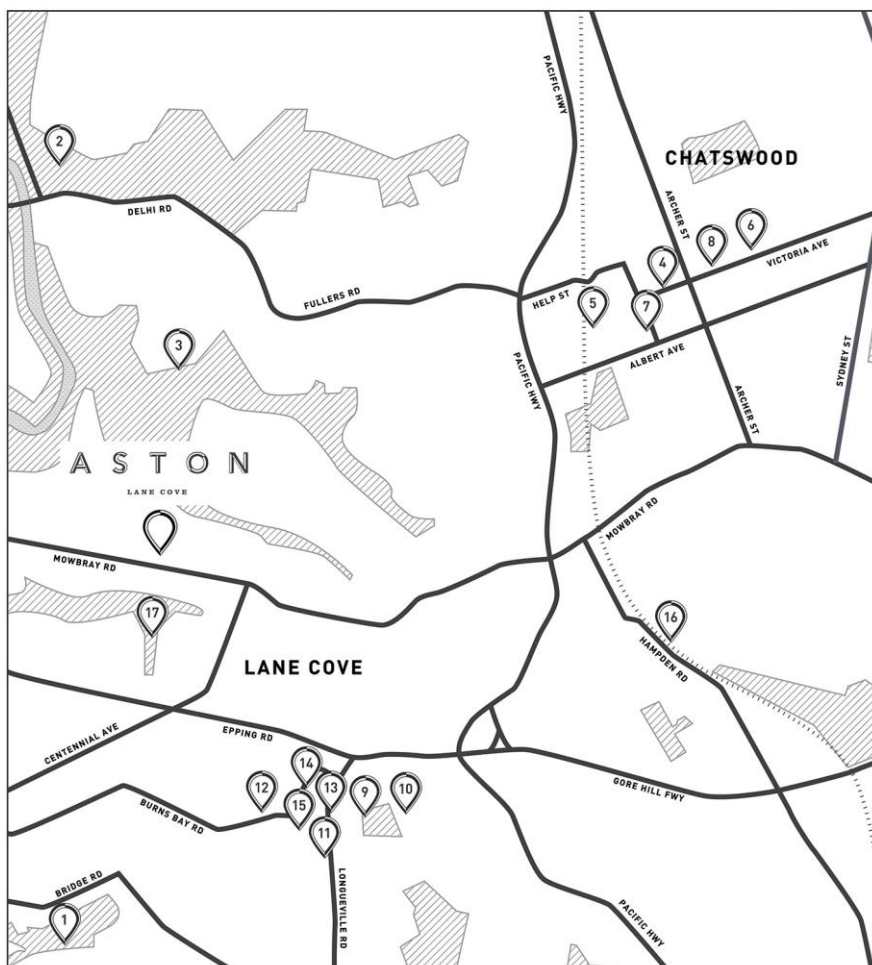 PACIFIC HWY
2
CHATSWOOD
DELHI RD
ARCHER ST
8
6
4
VICTORIA AVE
FULLERS RD
HELP ST
5
7
3
ALBERT AVE
PACIFIC HWY
SYDNEY ST
ARCHER ST
ASTON
LANE COVE
MOWBRAY RD
MOWBRAY RD
17
16
HAMPDEN RD
LANE COVE
EPPING RD
CENTENNIAL AVE
14
12
13
9
10
15
GORE HILL FWY
BURNS BAY RD
11
BRIDGE RD
LONGUEVILLE RD
1
PACIFIC HWY